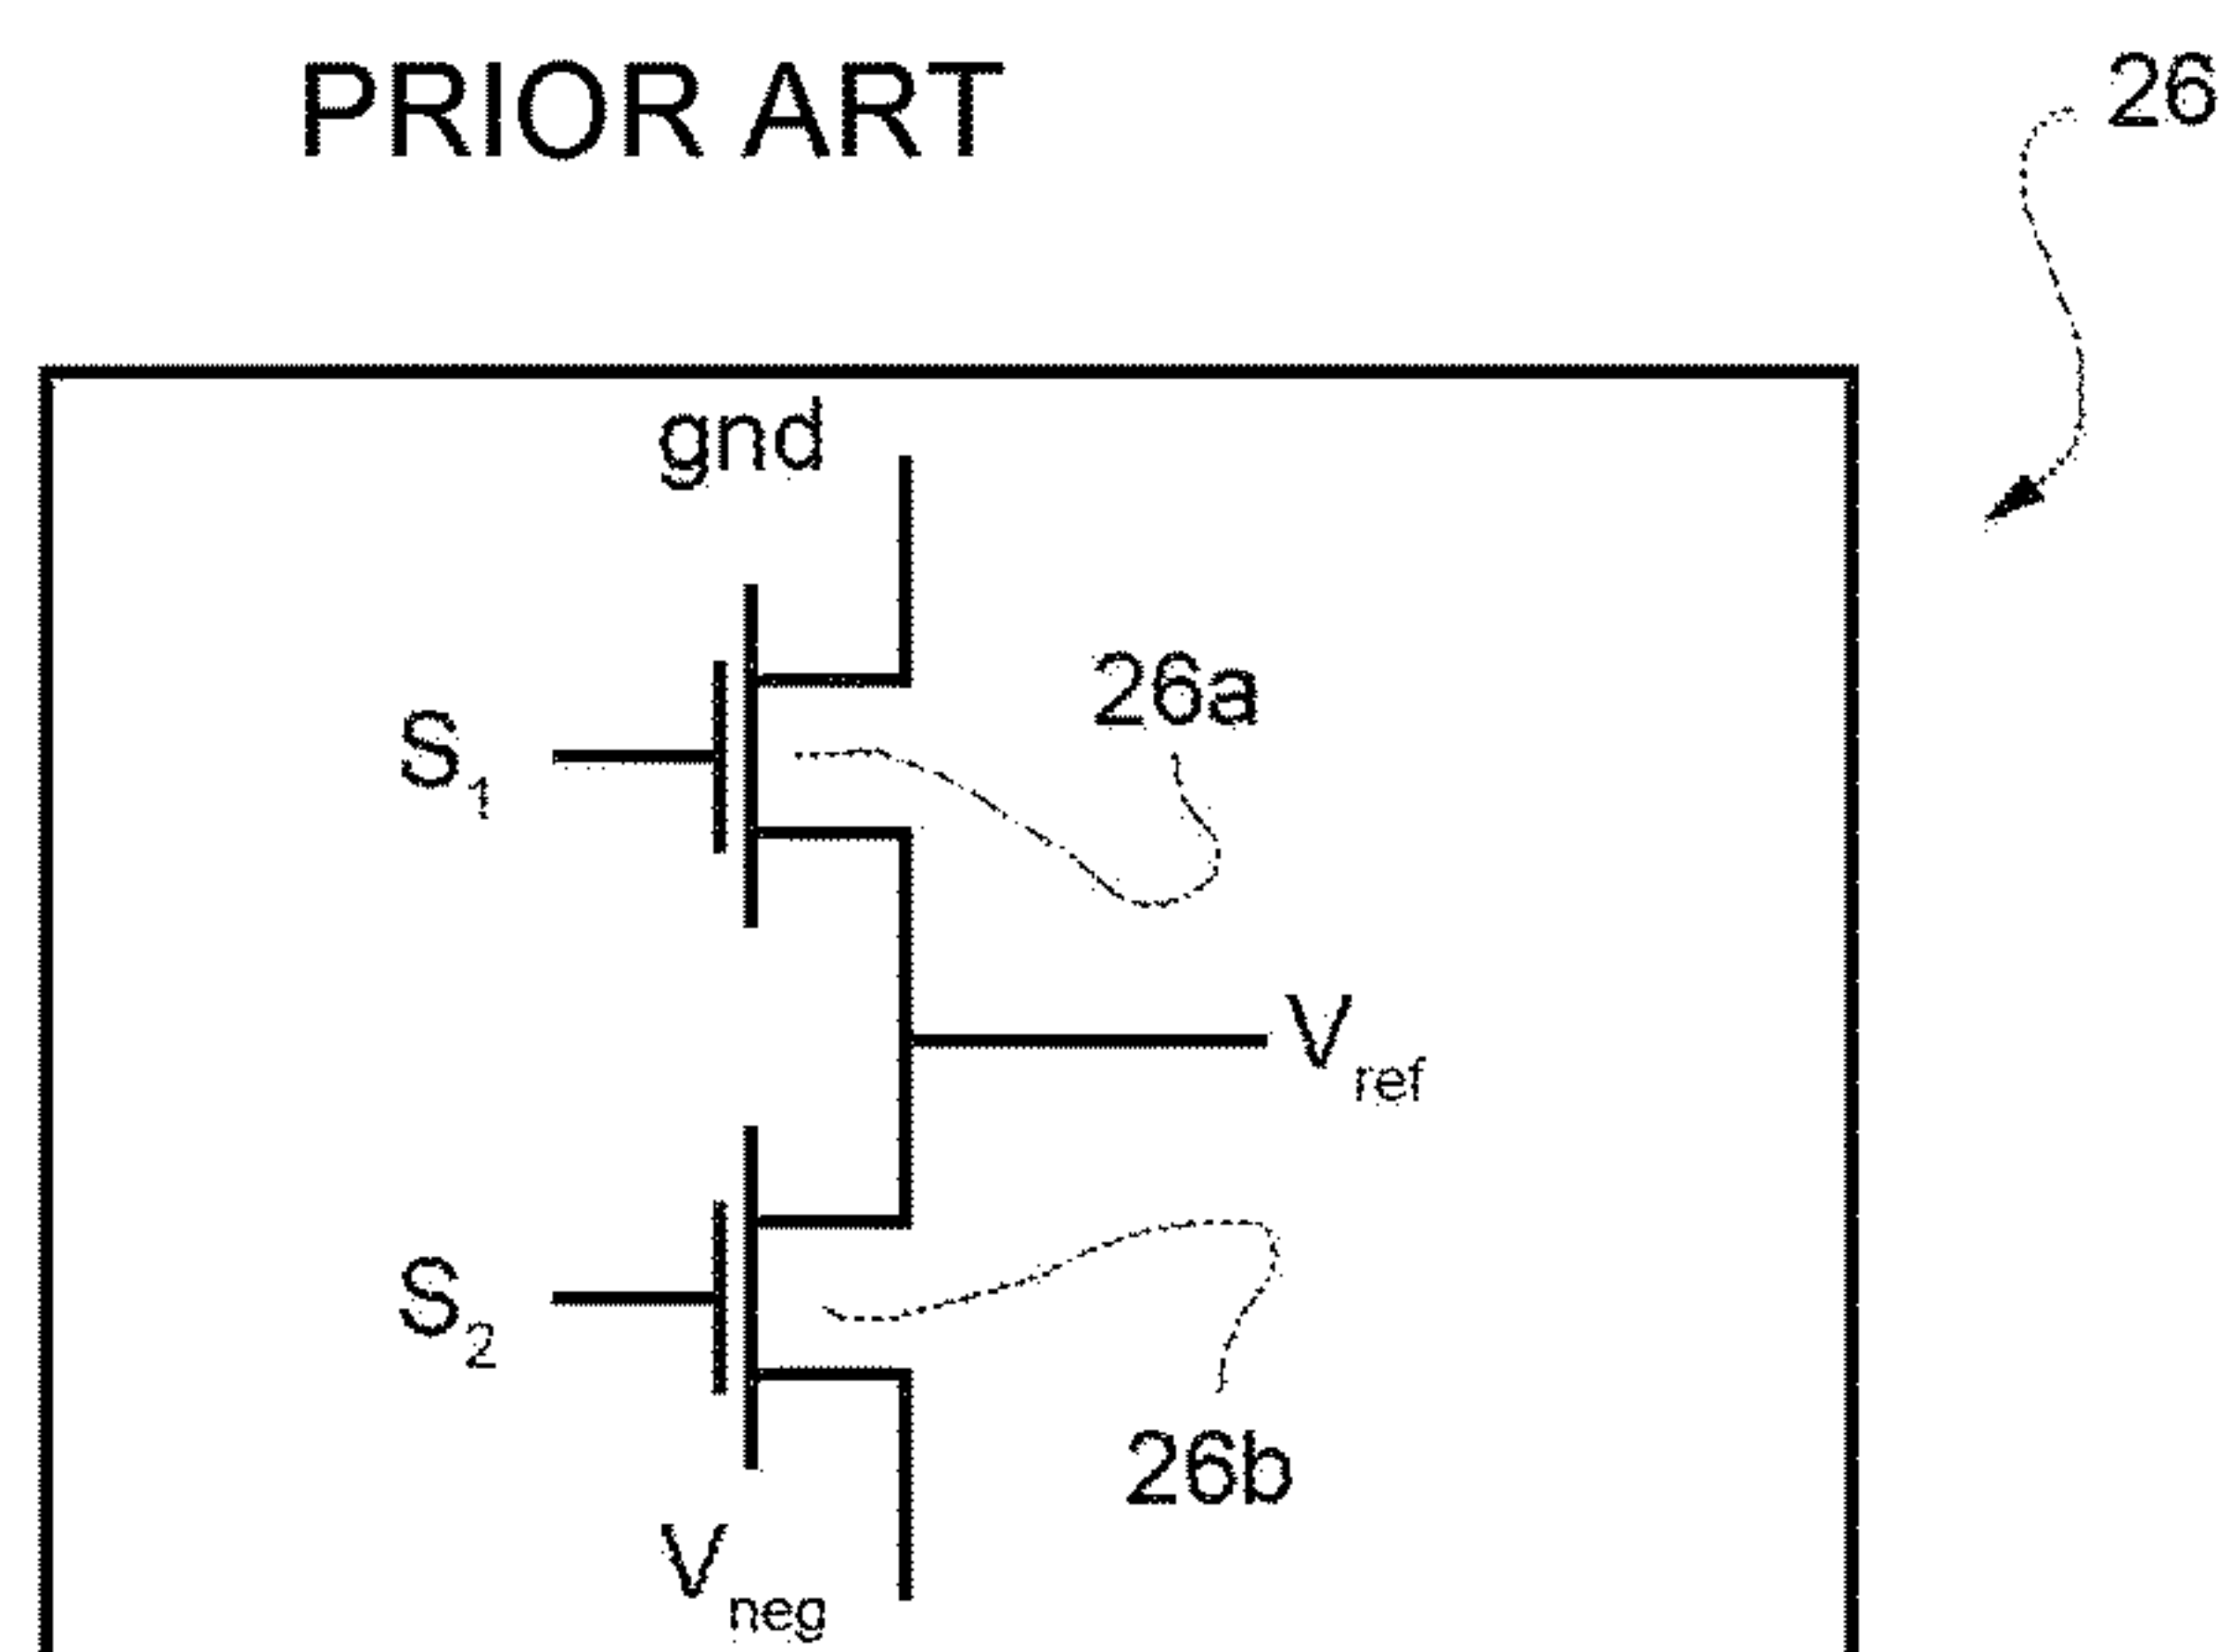 PRIOR ART
26
gnd
26a
S1
Vref
S2
26b
Vneg